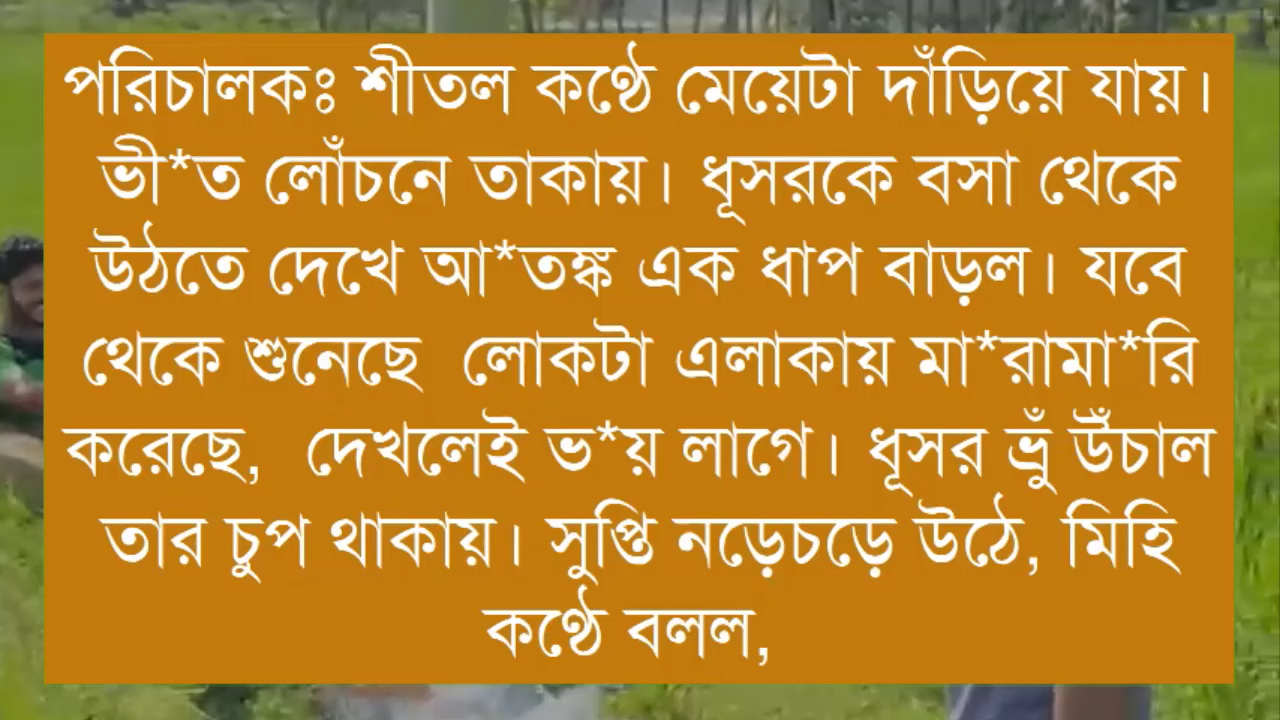 পরিচালকঃ শীতল কণ্ঠে মেয়েটা দাঁড়িয়ে যায়।
ভী*ত লোঁচনে তাকায়। ধূসরকে বসা থেকে
উঠতে দেখে আ*তঙ্ক এক ধাপ বাড়ল। যবে
থেকে শুনেছে লোকটা এলাকায় মা*রামা*রি
করেছে, দেখলেই ভ*য় লাগে। ধূসর ভ্রুঁ উঁচাল
তার চুপ থাকায়। সুপ্তি নড়েচড়ে উঠে, মিহি
কণ্ঠে বলল,